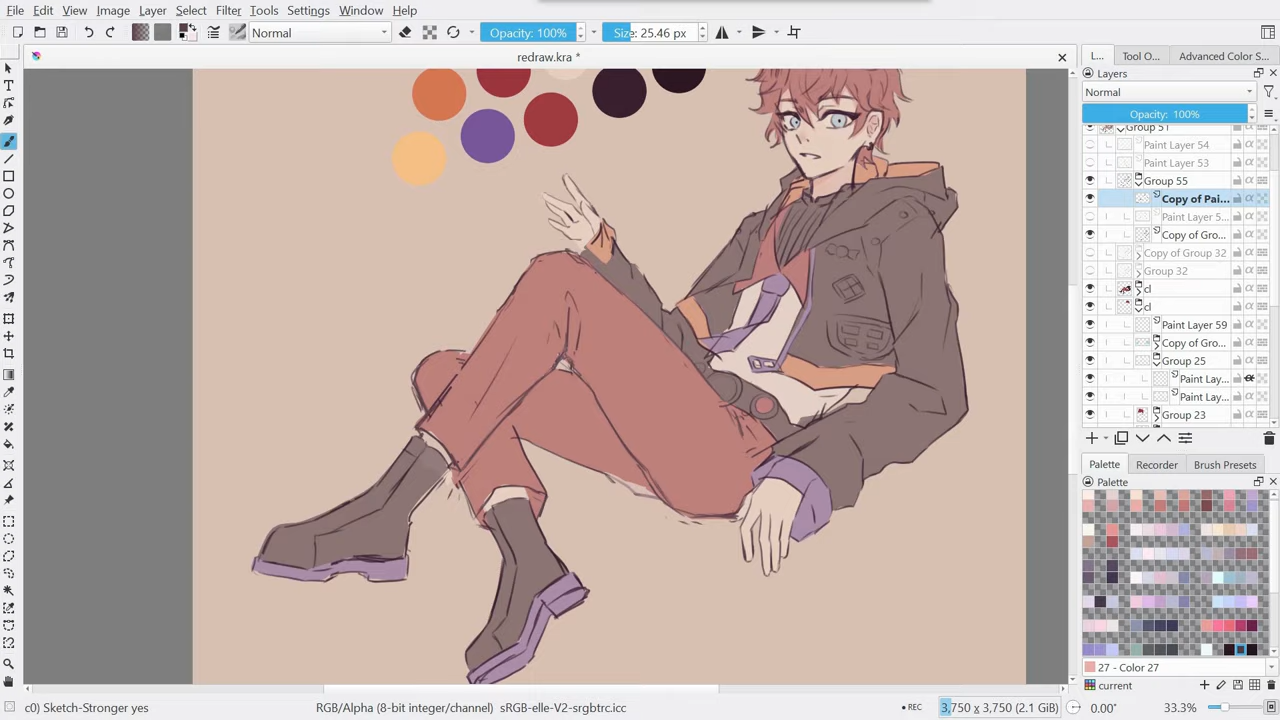 File Edit View Image Layer Select Filter Tools Settings Window Help
Normal Opacity: 100% Size: 25.46 px
redraw.kra *
L... Tool O... Advanced Color S...
Layers
Normal
Opacity: 100%
Group 51
Paint Layer 54
Paint Layer 53
Group 55
Copy of Pai...
Paint Layer 5...
Copy of Gro...
Copy of Group 32
Group 32
cl
cl
Paint Layer 59
Copy of Gro...
Group 25
Paint Lay...
Paint Lay...
Group 23
Palette Recorder Brush Presets
Palette
27 - Color 27
current
c0) Sketch-Stronger yes RGB/Alpha (8-bit integer/channel) sRGB-elle-V2-srgbtrc.icc REC 3,750 x 3,750 (2.1 GiB) 0.00° 33.3%